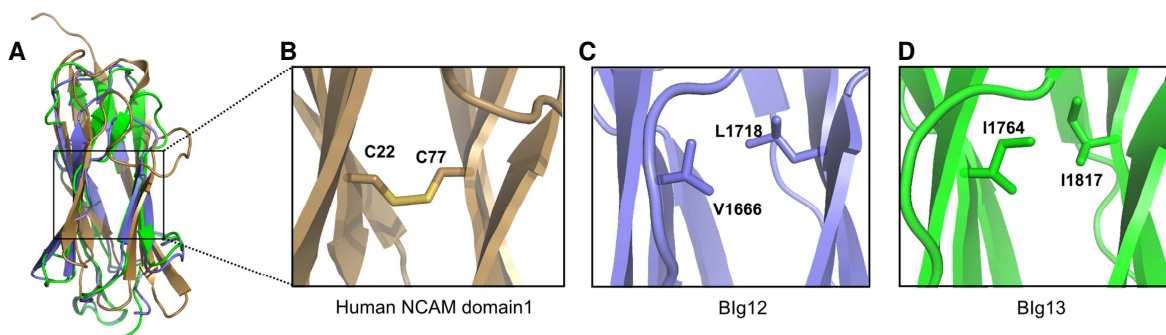 A
B
C22
C77
Human NCAM domain1
C
L1718
V1666
BIg12
D
I1764
I1817
BIg13